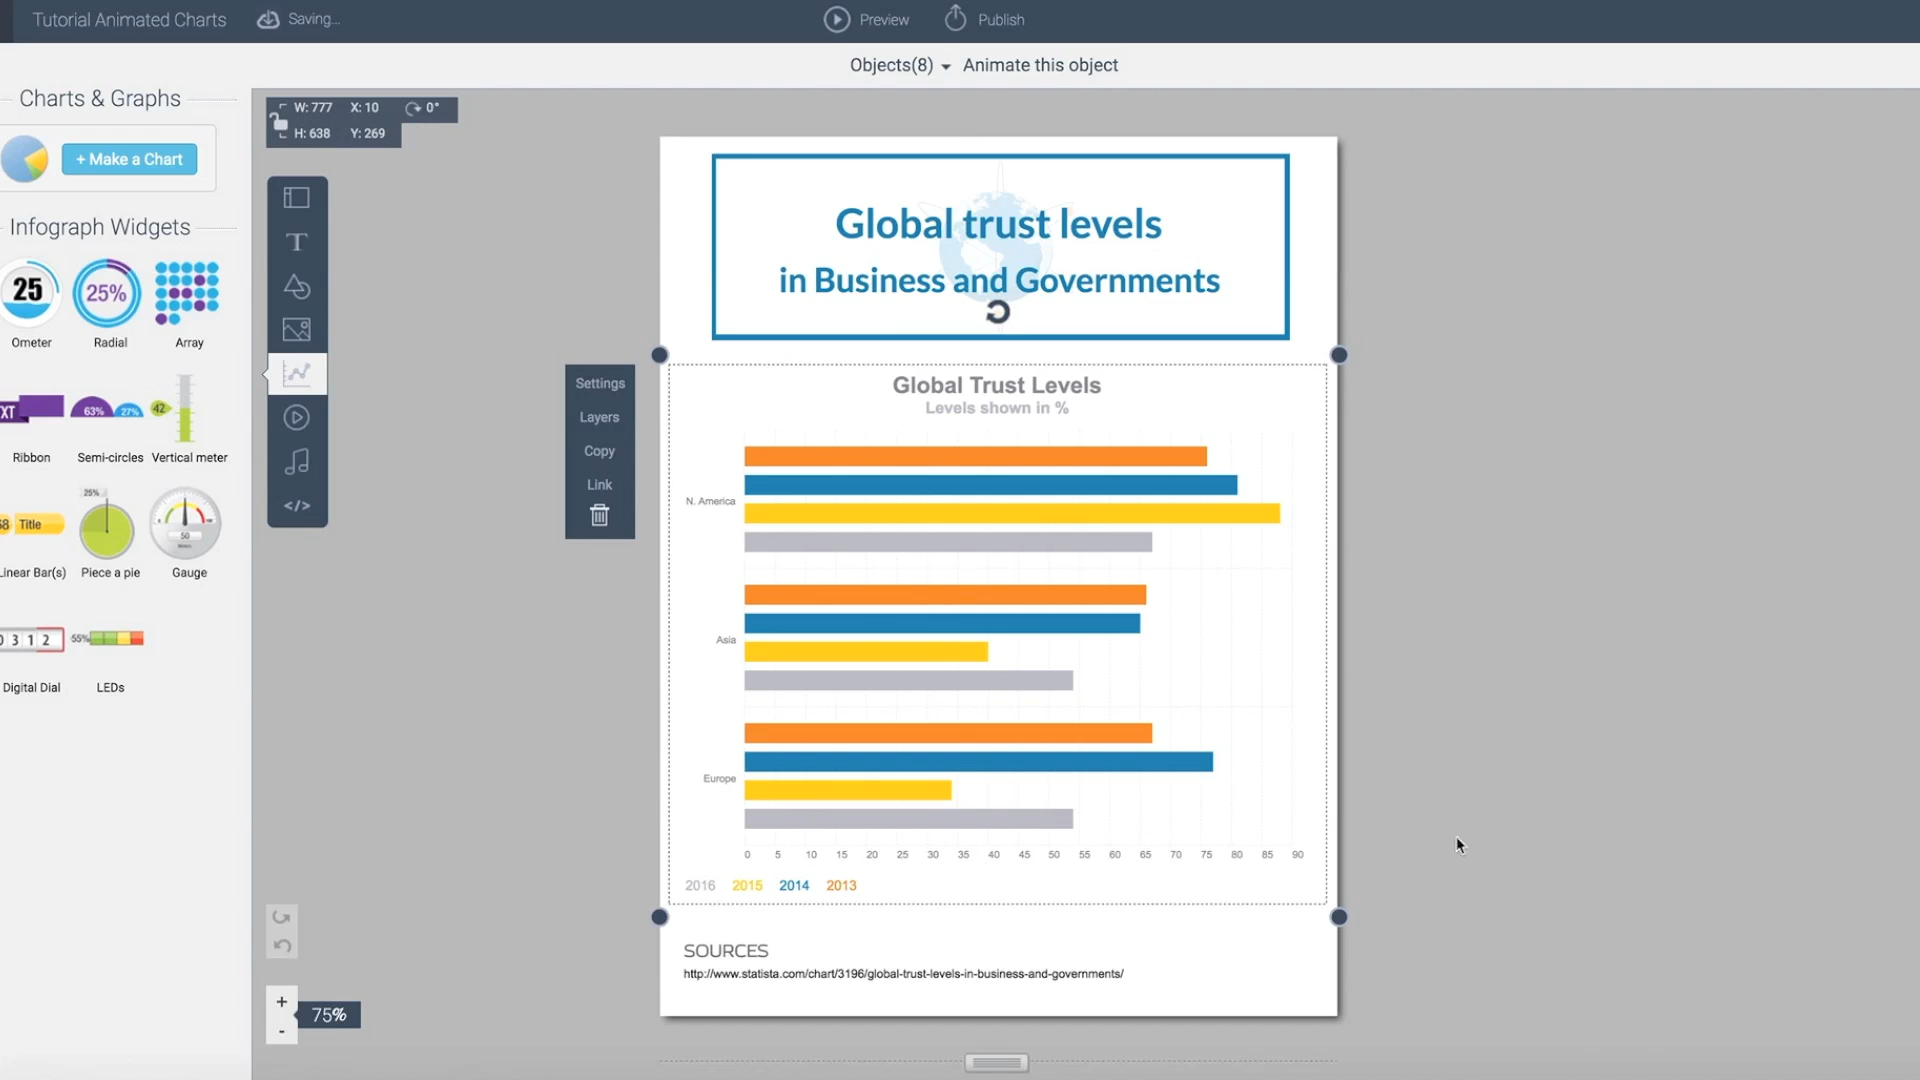 Tutorial Animated Charts
Saving...
Preview
Publish
Objects(8)
Animate this object
Charts & Graphs
+ Make a Chart
Infograph Widgets
25
25%
Ometer
Radial
Array
63%
27%
42
Ribbon
Semi-circles
Vertical meter
25%
Title
50
Piece a pie
Gauge
0 3 1 2
55%
Digital Dial
LEDs
W: 777
X: 10
0°
H: 638
Y: 269
T
</>
+
75%
-
Settings
Layers
Copy
Link
Global trust levels
in Business and Governments
Global Trust Levels
Levels shown in %
N. America
Asia
Europe
0 5 10 15 20 25 30 35 40 45 50 55 60 65 70 75 80 85 90
2016 2015 2014 2013
SOURCES
http://www.statista.com/chart/3196/global-trust-levels-in-business-and-governments/